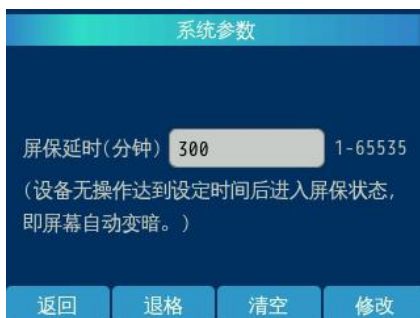 系统参数
屏保延时(分钟) 300 1-65535
(设备无操作达到设定时间后进入屏保状态,
即屏幕自动变暗。)
返回 退格 清空 修改